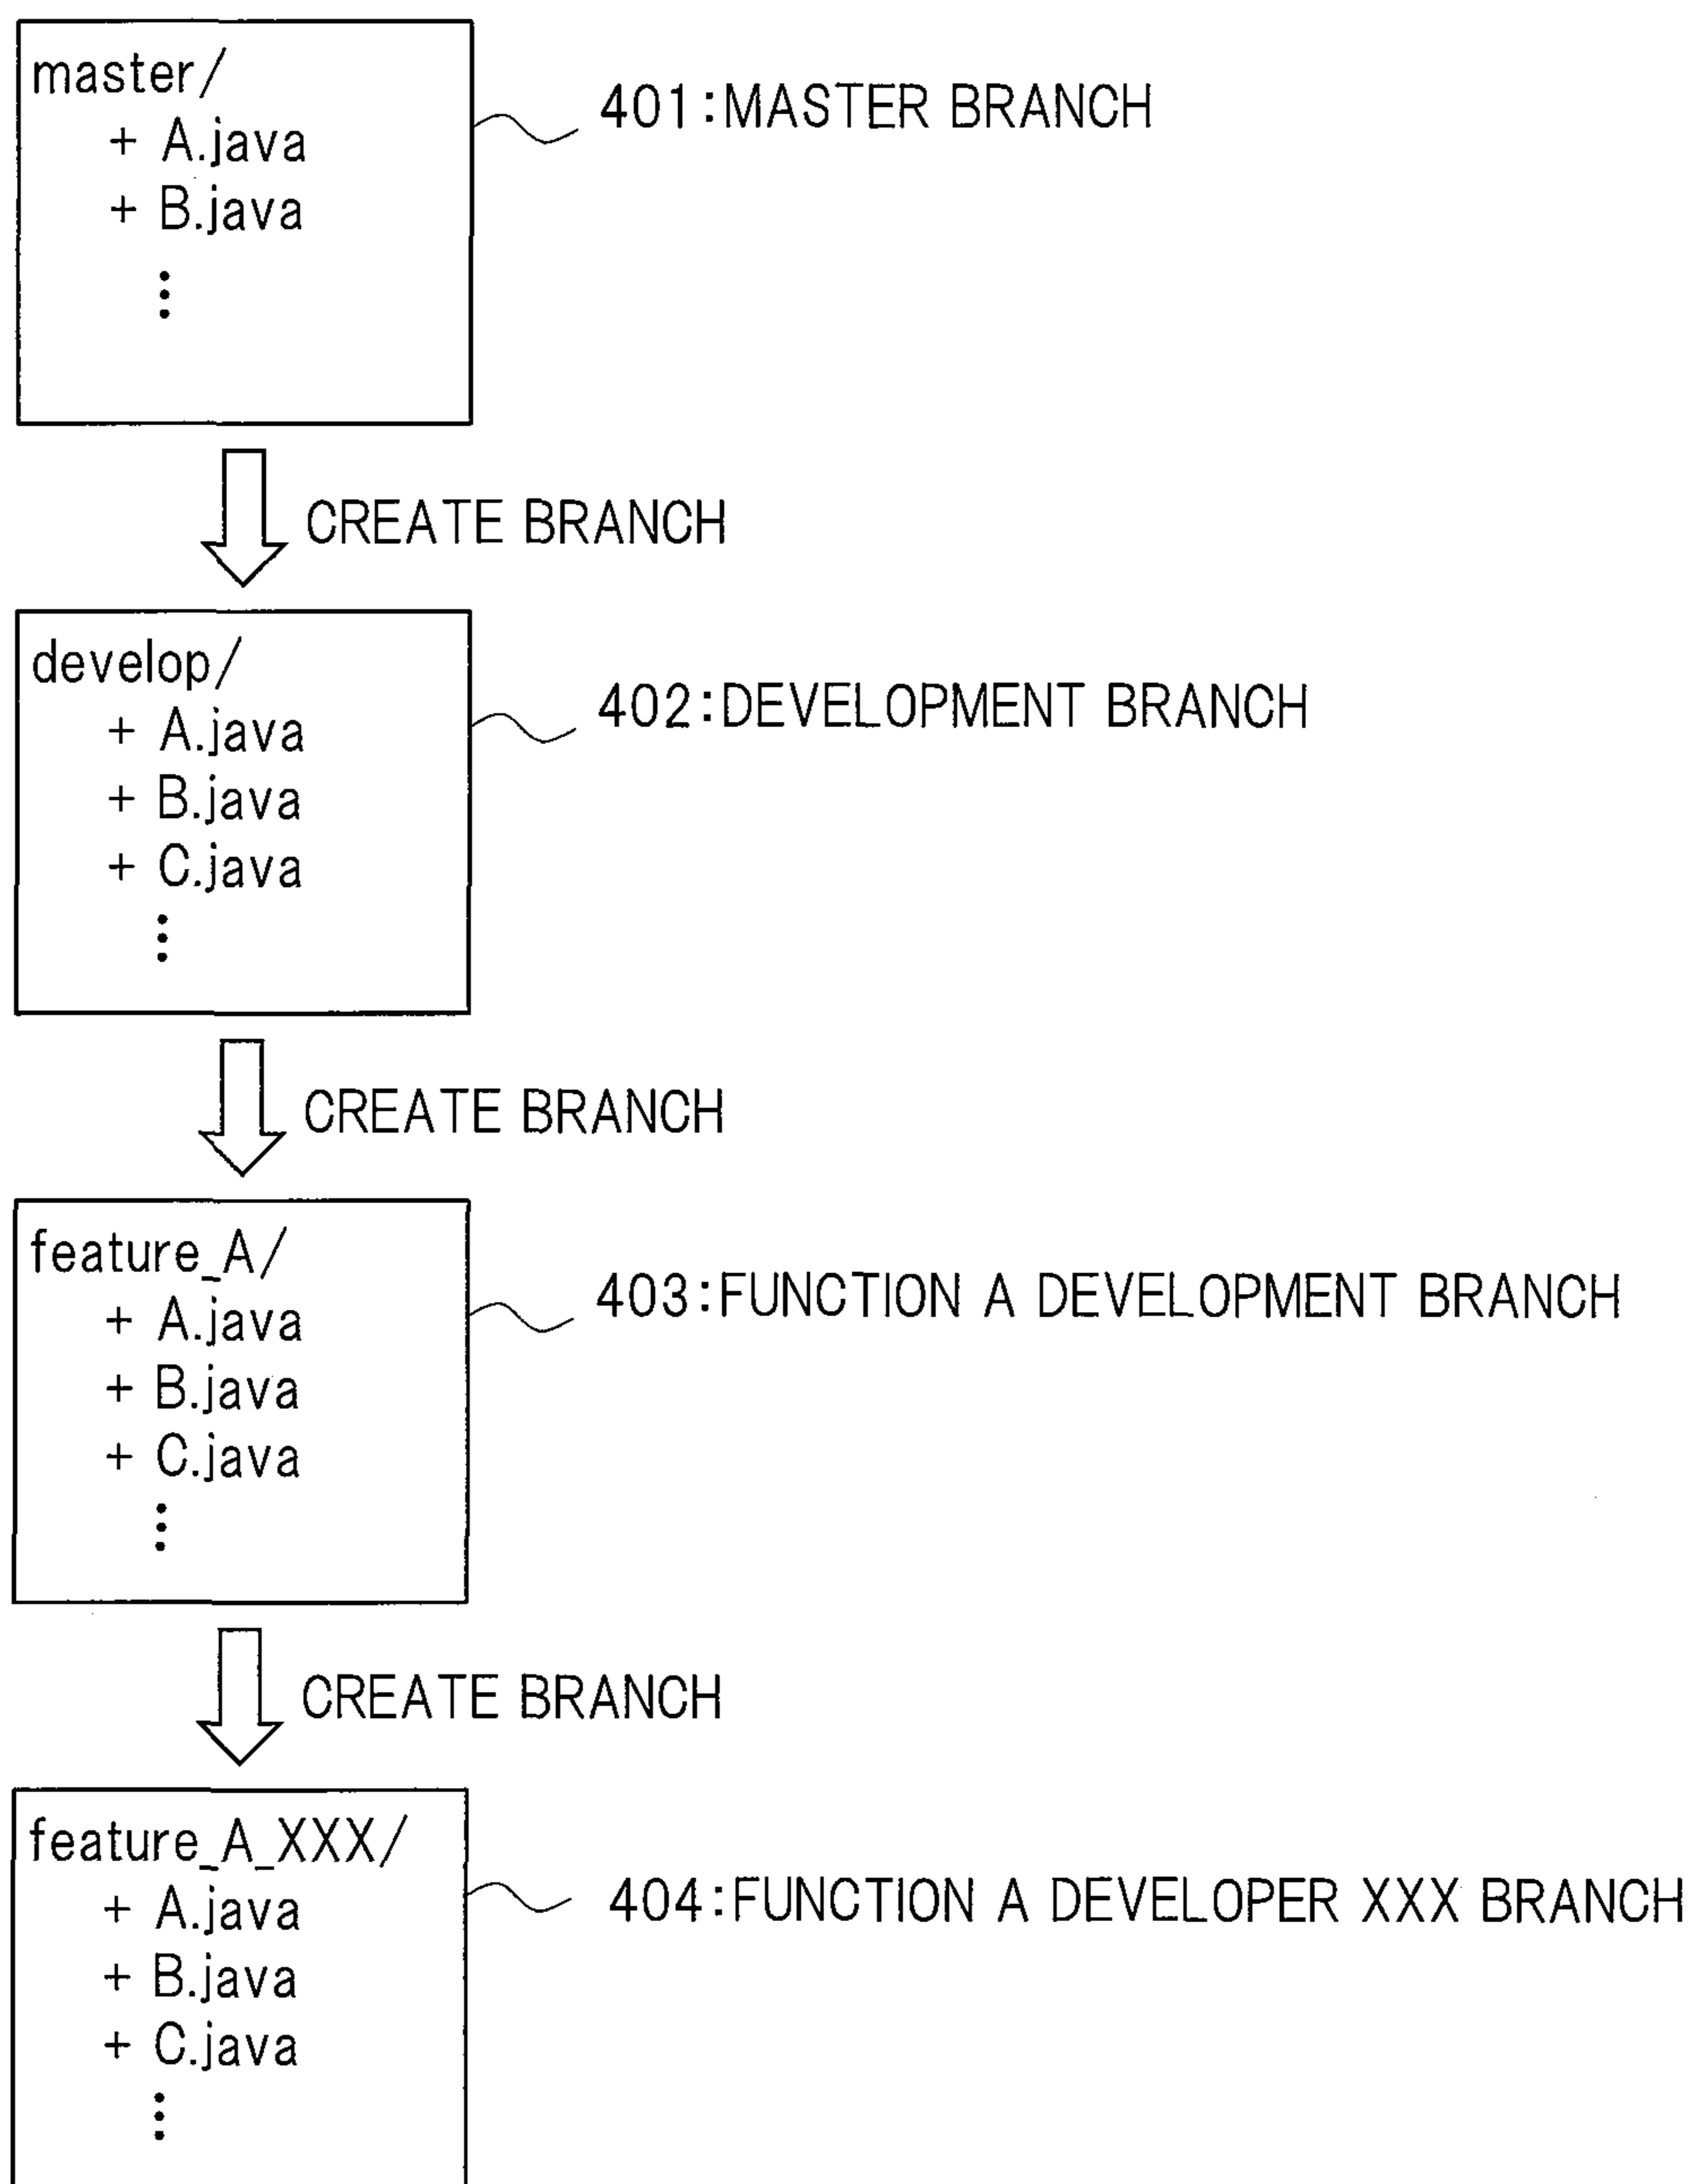 master/
+ A.java
+ B.java
⋮
401:MASTER BRANCH
CREATE BRANCH
develop/
+ A.java
+ B.java
+ C.java
⋮
402:DEVELOPMENT BRANCH
CREATE BRANCH
feature_A/
+ A.java
+ B.java
+ C.java
⋮
403:FUNCTION A DEVELOPMENT BRANCH
CREATE BRANCH
feature_A_XXX/
+ A.java
+ B.java
+ C.java
⋮
404:FUNCTION A DEVELOPER XXX BRANCH